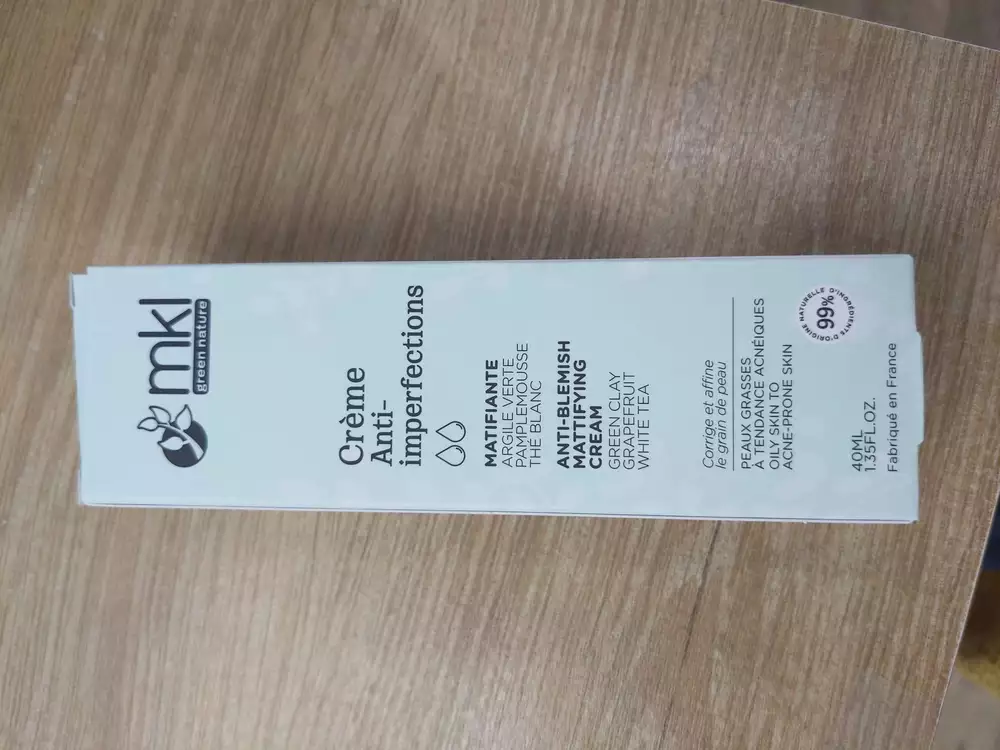 mkl
green nature
Crème
Anti-
imperfections
MATIFIANTE
ARGILE VERTE
PAMPLEMOUSSE
THÉ BLANC
ANTI-BLEMISH
MATTIFYING
CREAM
GREEN CLAY
GRAPEFRUIT
WHITE TEA
Corrige et affine
le grain de peau
PEAUX GRASSES
À TENDANCE ACNÉIQUES
OILY SKIN TO
ACNE-PRONE SKIN
99%
D'INGRÉDIENTS D'ORIGINE NATURELLE
40ML
1.35FL.OZ.
Fabriqué en France